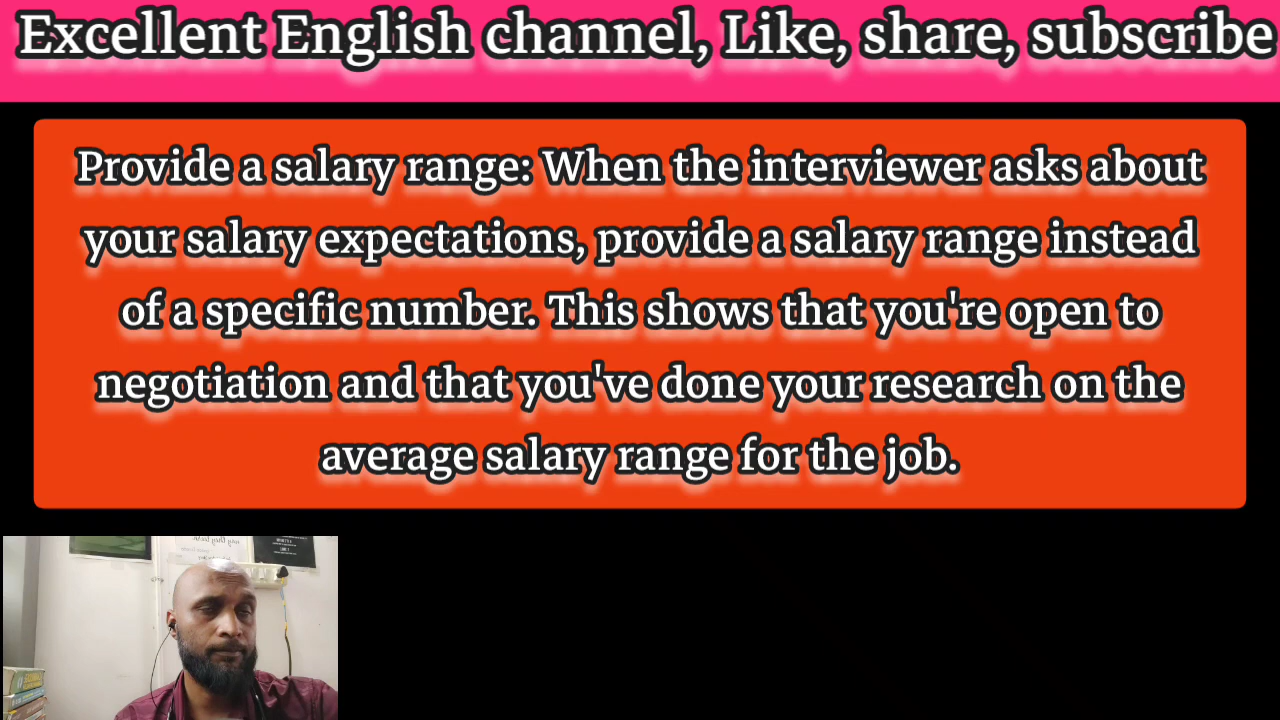 Excellent English channel, Like, share, subscribe
Provide a salary range: When the interviewer asks about
your salary expectations, provide a salary range instead
of a specific number. This shows that you're open to
negotiation and that you've done your research on the
average salary range for the job.